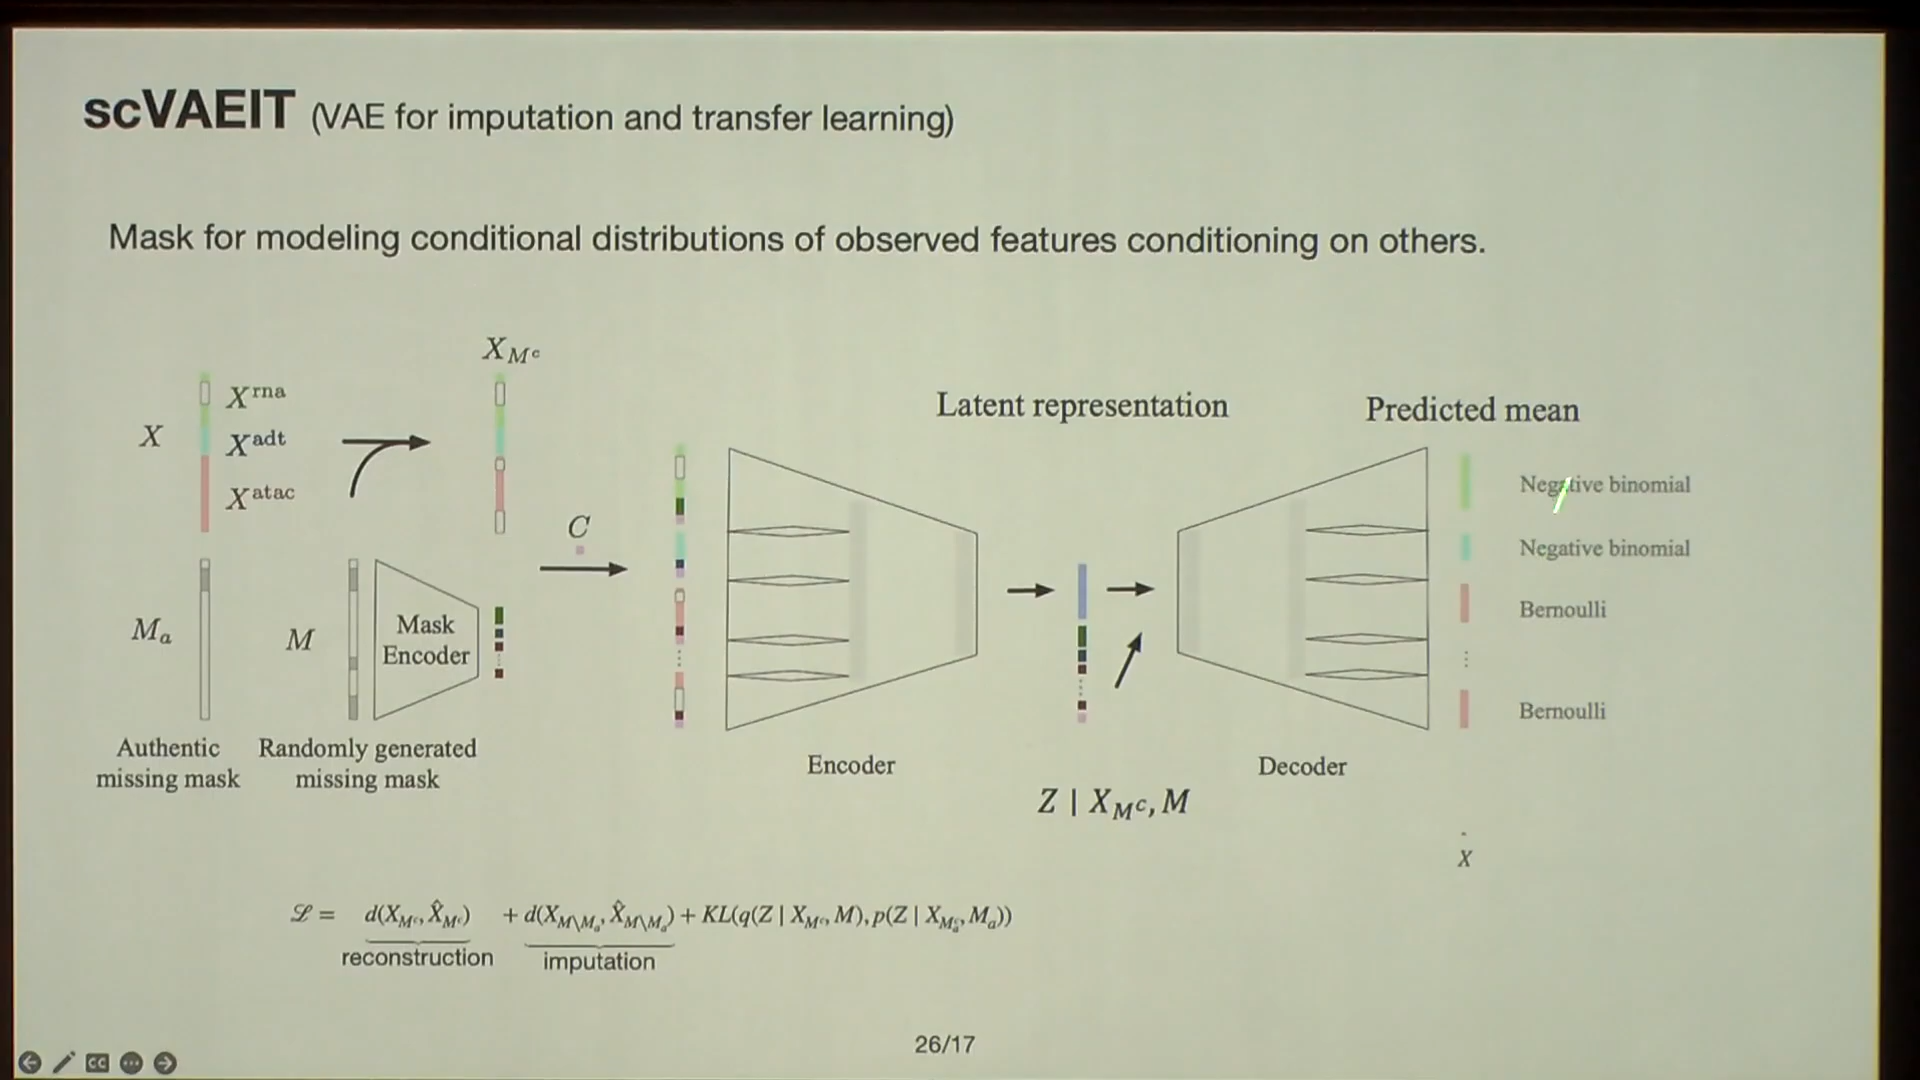 scVAEIT (VAE for imputation and transfer learning)
Mask for modeling conditional distributions of observed features conditioning on others.
X
X^rna
X^adt
X^atac
X_{M^c}
C
M_a
M
Mask
Encoder
Authentic
missing mask
Randomly generated
missing mask
Encoder
Latent representation
Z | X_{M^c}, M
Decoder
Predicted mean
Negative binomial
Negative binomial
Bernoulli
⋮
Bernoulli
X̂
ℒ = d(X_{M^c}, X̂_{M^c}) + d(X_{M\M_a}, X̂_{M\M_a}) + KL(q(Z | X_{M^c}, M), p(Z | X_{M_a^c}, M_a))
reconstruction
imputation
26/17
CC